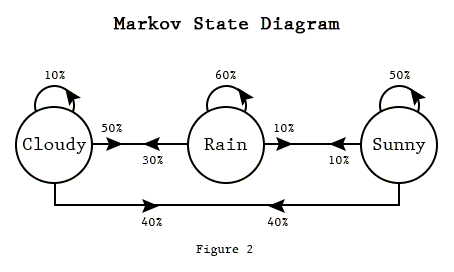 Markov State Diagram
10% 60% 50%
50% 10%
Cloudy Rain Sunny
30% 10%
40% 40%
Figure 2